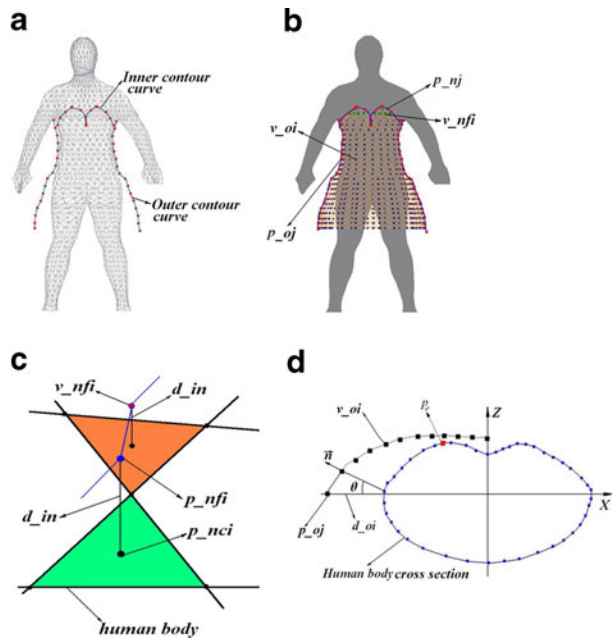 a
b
Inner contour
curve
Outer contour
curve
p_nj
v_nfi
v_oi
p_oj
c
v_nfi
d_in
d_in
p_nfi
p_nci
human body
d
v_oi
Z
n
θ
X
p_oj
d_oi
Human body cross section